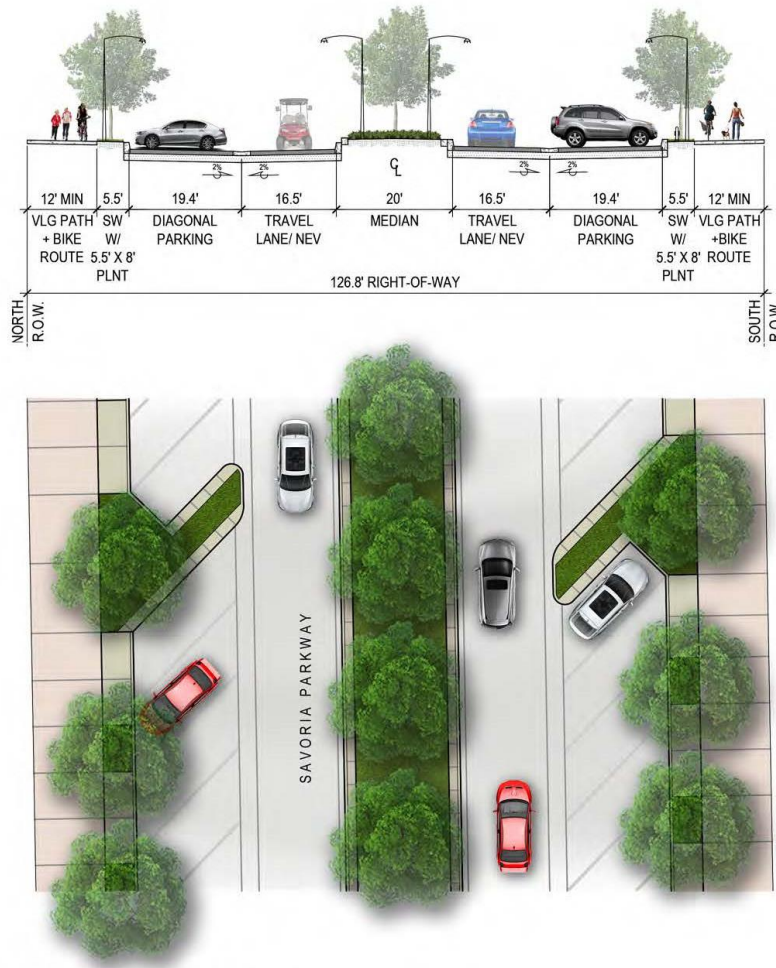 2% 2% ℄ 2% 2%
12' MIN 5.5' 19.4' 16.5' 20' 16.5' 19.4' 5.5' 12' MIN
VLG PATH
+ BIKE
ROUTE
SW
W/
5.5' X 8'
PLNT
DIAGONAL
PARKING
TRAVEL
LANE/ NEV
MEDIAN
TRAVEL
LANE/ NEV
DIAGONAL
PARKING
SW
W/
5.5' X 8'
PLNT
VLG PATH
+BIKE
ROUTE
126.8' RIGHT-OF-WAY
NORTH
R.O.W.
SOUTH
R.O.W.
SAVORIA PARKWAY